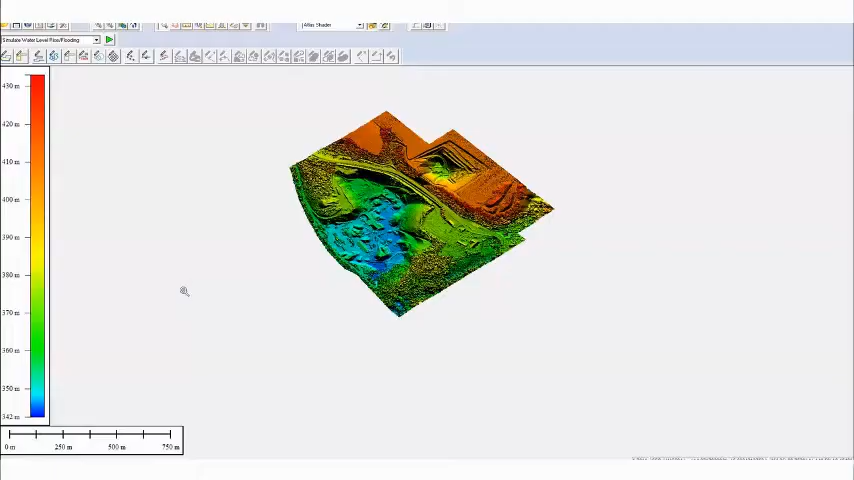 Atlas Shader
Simulate Water Level Rise/Flooding
430 m
420 m
410 m
400 m
390 m
380 m
370 m
360 m
350 m
342 m
0 m 250 m 500 m 750 m